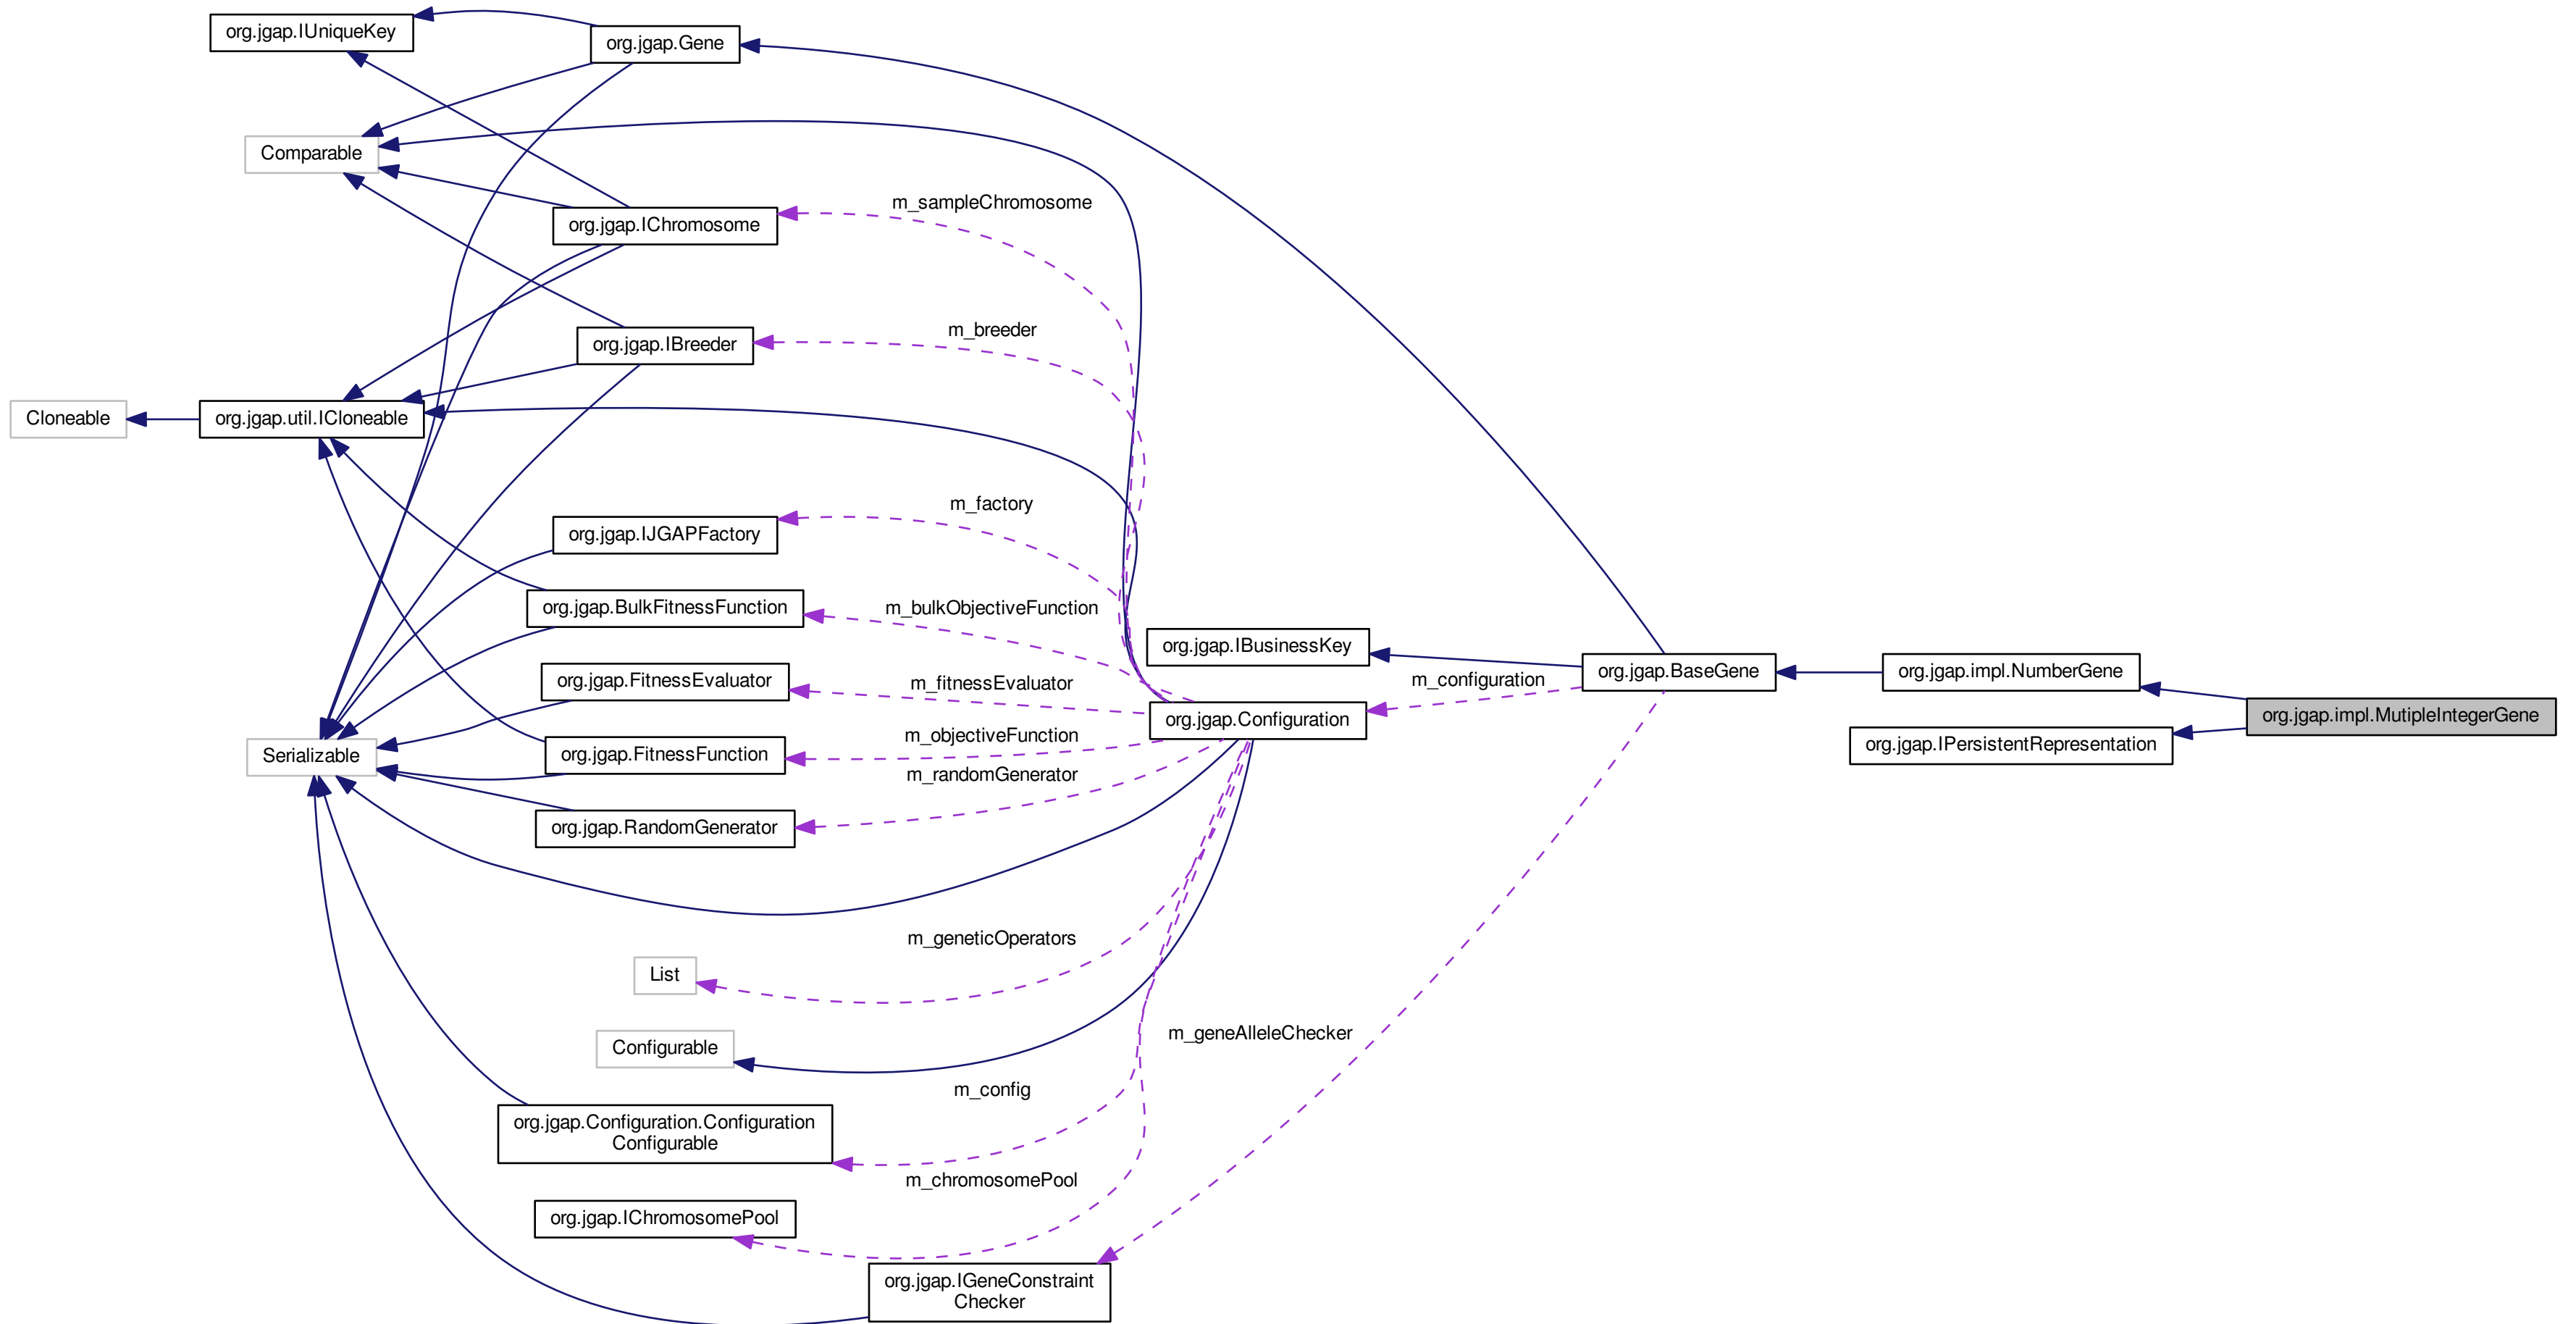 org.jgap.IUniqueKey
org.jgap.Gene
Comparable
m_sampleChromosome
org.jgap.IChromosome
m_breeder
org.jgap.IBreeder
Cloneable
org.jgap.util.ICloneable
m_factory
org.jgap.IJGAPFactory
org.jgap.BulkFitnessFunction
m_bulkObjectiveFunction
org.jgap.IBusinessKey
org.jgap.BaseGene
org.jgap.impl.NumberGene
org.jgap.FitnessEvaluator
m_fitnessEvaluator
m_configuration
org.jgap.Configuration
org.jgap.impl.MutipleIntegerGene
m_objectiveFunction
org.jgap.IPersistentRepresentation
Serializable
org.jgap.FitnessFunction
m_randomGenerator
org.jgap.RandomGenerator
m_geneticOperators
List
m_geneAlleleChecker
Configurable
m_config
org.jgap.Configuration.Configuration
Configurable
m_chromosomePool
org.jgap.IChromosomePool
org.jgap.IGeneConstraint
Checker